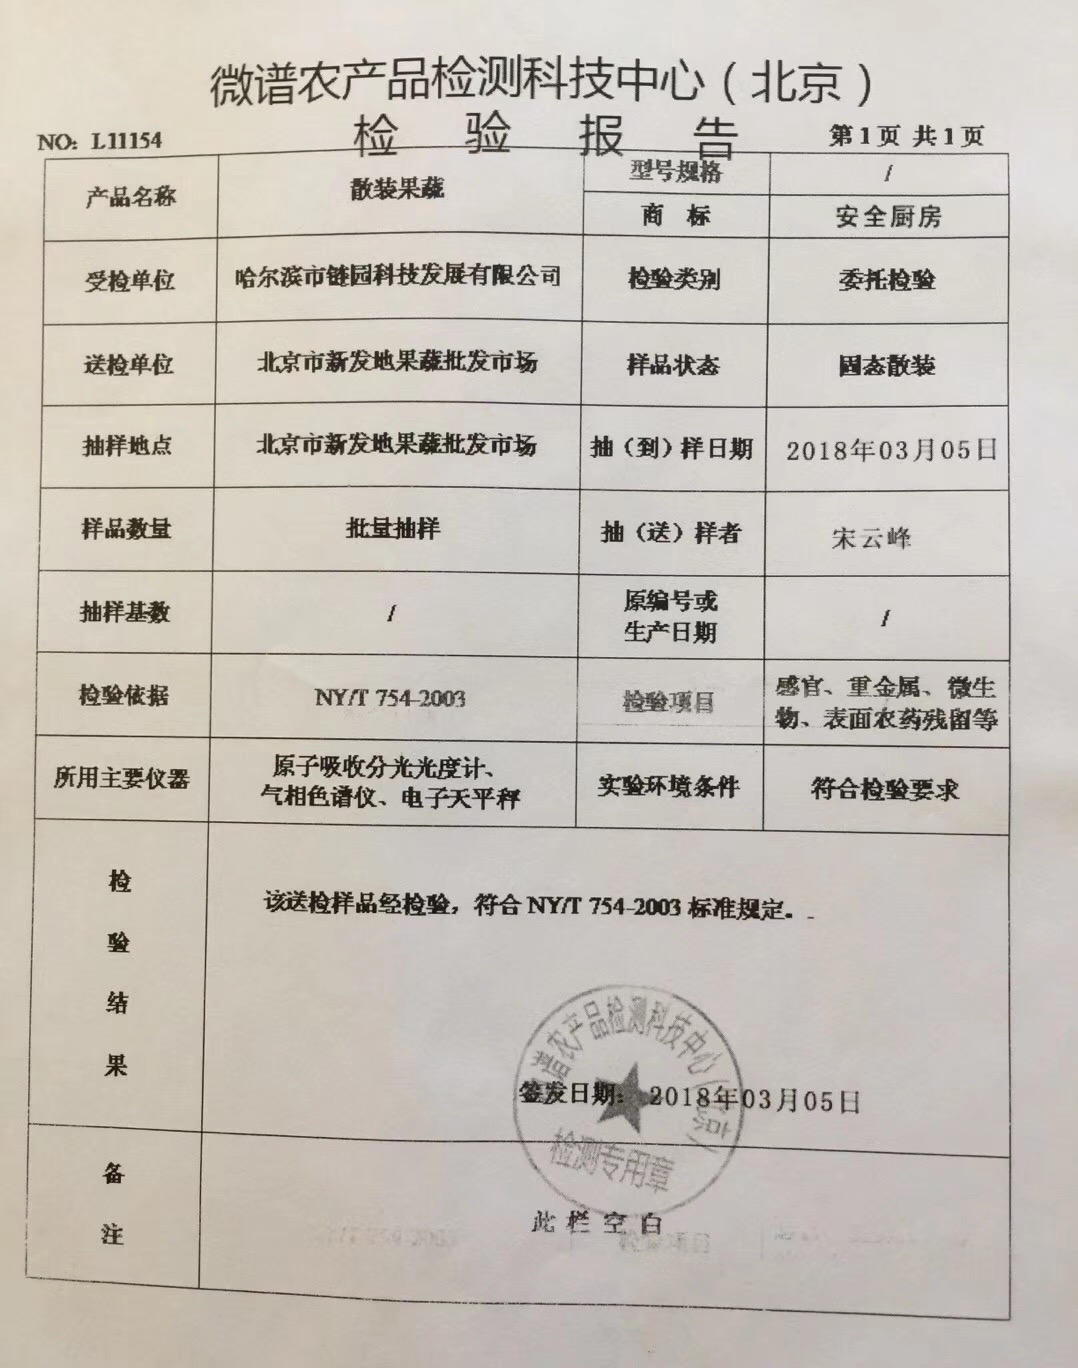 微谱农产品检测科技中心（北京）
检 验 报 告
NO: L11154
第1页 共1页
产品名称
散装果蔬
型号规格
/
商 标
安全厨房
受检单位
哈尔滨市链园科技发展有限公司
检验类别
委托检验
送检单位
北京市新发地果蔬批发市场
样品状态
固态散装
抽样地点
北京市新发地果蔬批发市场
抽（到）样日期
2018年03月05日
样品数量
批量抽样
抽（送）样者
宋云峰
抽样基数
/
原编号或
生产日期
/
检验依据
NY/T 754-2003
检验项目
感官、重金属、微生
物、表面农药残留等
所用主要仪器
原子吸收分光光度计、
气相色谱仪、电子天平秤
实验环境条件
符合检验要求
检
验
结
果
该送检样品经检验，符合 NY/T 754-2003 标准规定。
谱农产品检测科技中心（京）
签发日期: 2018年03月05日
检测专用章
备
注
此 栏 空 白